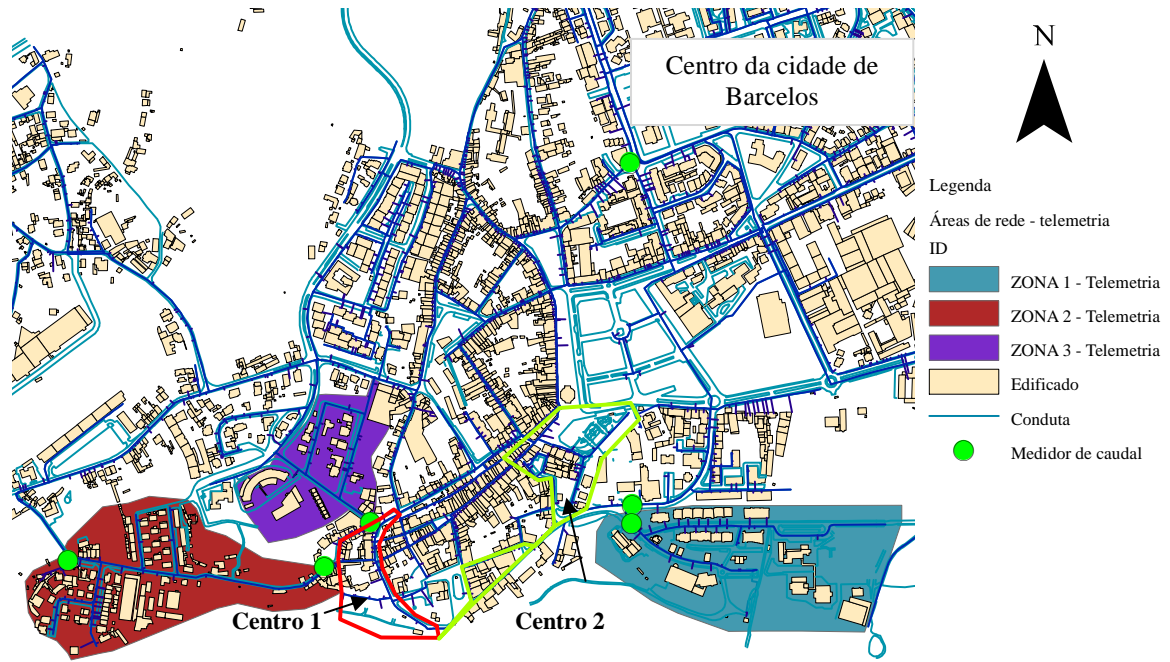 Centro da cidade de
Barcelos
N
Legenda
Áreas de rede - telemetria
ID
ZONA 1 - Telemetria
ZONA 2 - Telemetria
ZONA 3 - Telemetria
Edificado
Conduta
Medidor de caudal
Centro 1
Centro 2